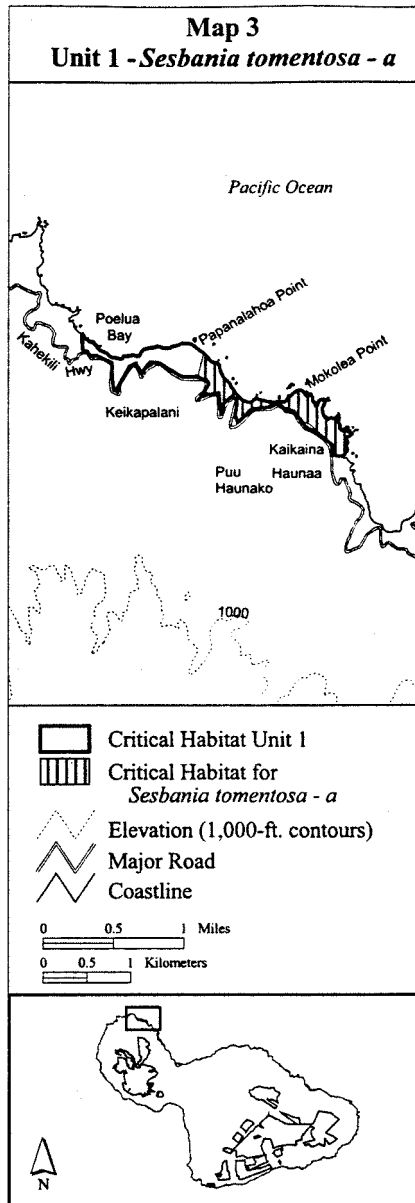 Map 3
Unit 1 - Sesbania tomentosa - a
Pacific Ocean
Poelua
Bay
Papanalahoa Point
Kahekili
Hwy
Mokolea Point
Keikapalani
Kaikaina
Puu
Haunako
Haunaa
1000
Critical Habitat Unit 1
Critical Habitat for
Sesbania tomentosa - a
Elevation (1,000-ft. contours)
Major Road
Coastline
0 0.5 1 Miles
0 0.5 1 Kilometers
N